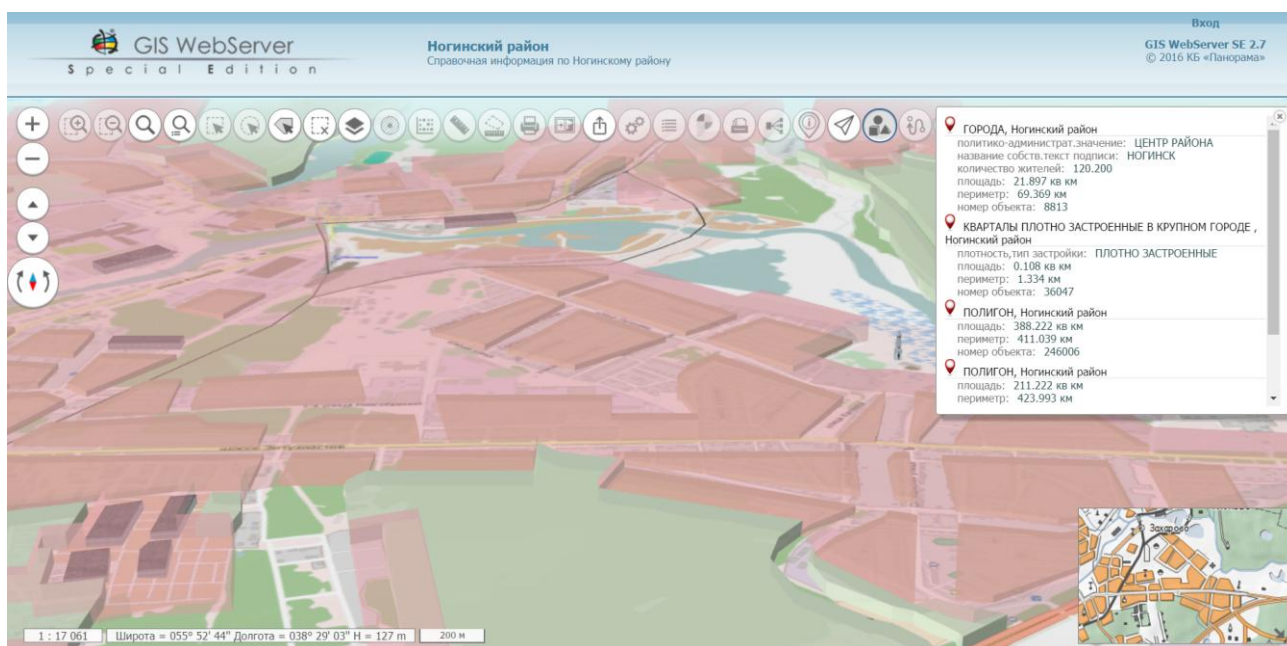 Вход
GIS WebServer
Special Edition
Ногинский район
Справочная информация по Ногинскому району
GIS WebServer SE 2.7
© 2016 КБ «Панорама»
ГОРОДА, Ногинский район
политико-администрат.значение: ЦЕНТР РАЙОНА
название собств.текст подписи: НОГИНСК
количество жителей: 120.200
площадь: 21.897 кв км
периметр: 69.369 км
номер объекта: 8813
КВАРТАЛЫ ПЛОТНО ЗАСТРОЕННЫЕ В КРУПНОМ ГОРОДЕ ,
Ногинский район
плотность,тип застройки: ПЛОТНО ЗАСТРОЕННЫЕ
площадь: 0.108 кв км
периметр: 1.334 км
номер объекта: 36047
ПОЛИГОН, Ногинский район
площадь: 388.222 кв км
периметр: 411.039 км
номер объекта: 246006
ПОЛИГОН, Ногинский район
площадь: 211.222 кв км
периметр: 423.993 км
Захарово
1 : 17 061 Широта = 055° 52' 44" Долгота = 038° 29' 03" H = 127 m 200 м